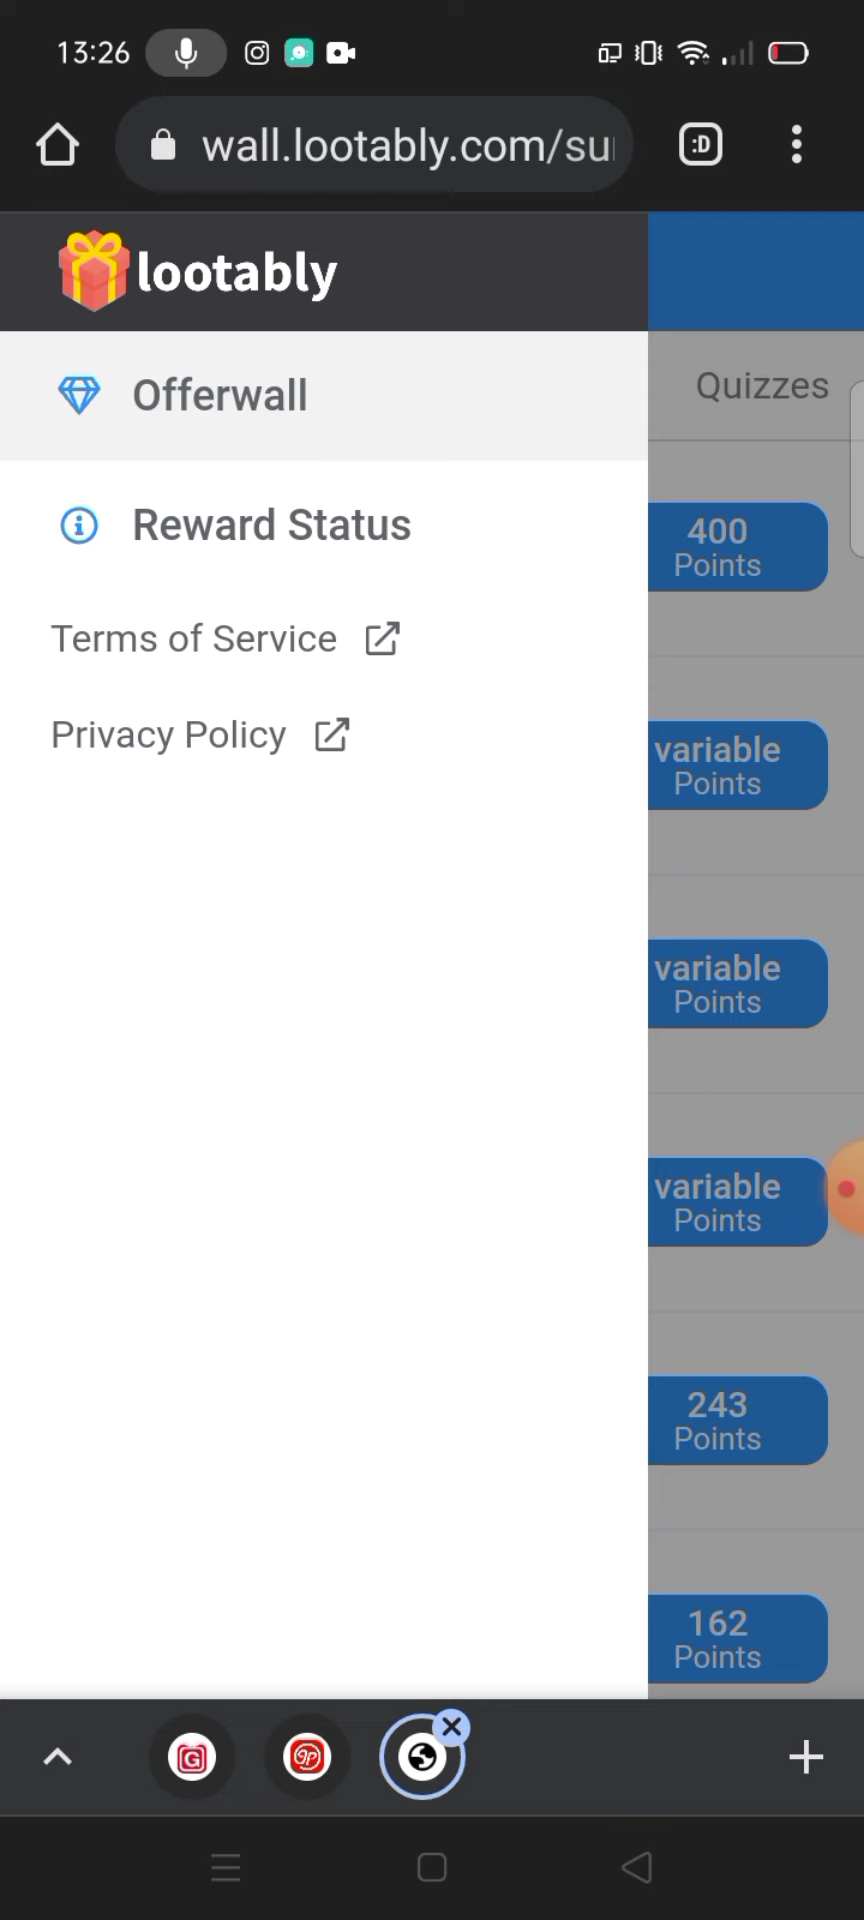 13:26
wall.lootably.com/su
:D
lootably
Offerwall
Quizzes
Reward Status
400
Points
Terms of Service
Privacy Policy
variable
Points
variable
Points
variable
Points
243
Points
162
Points
G